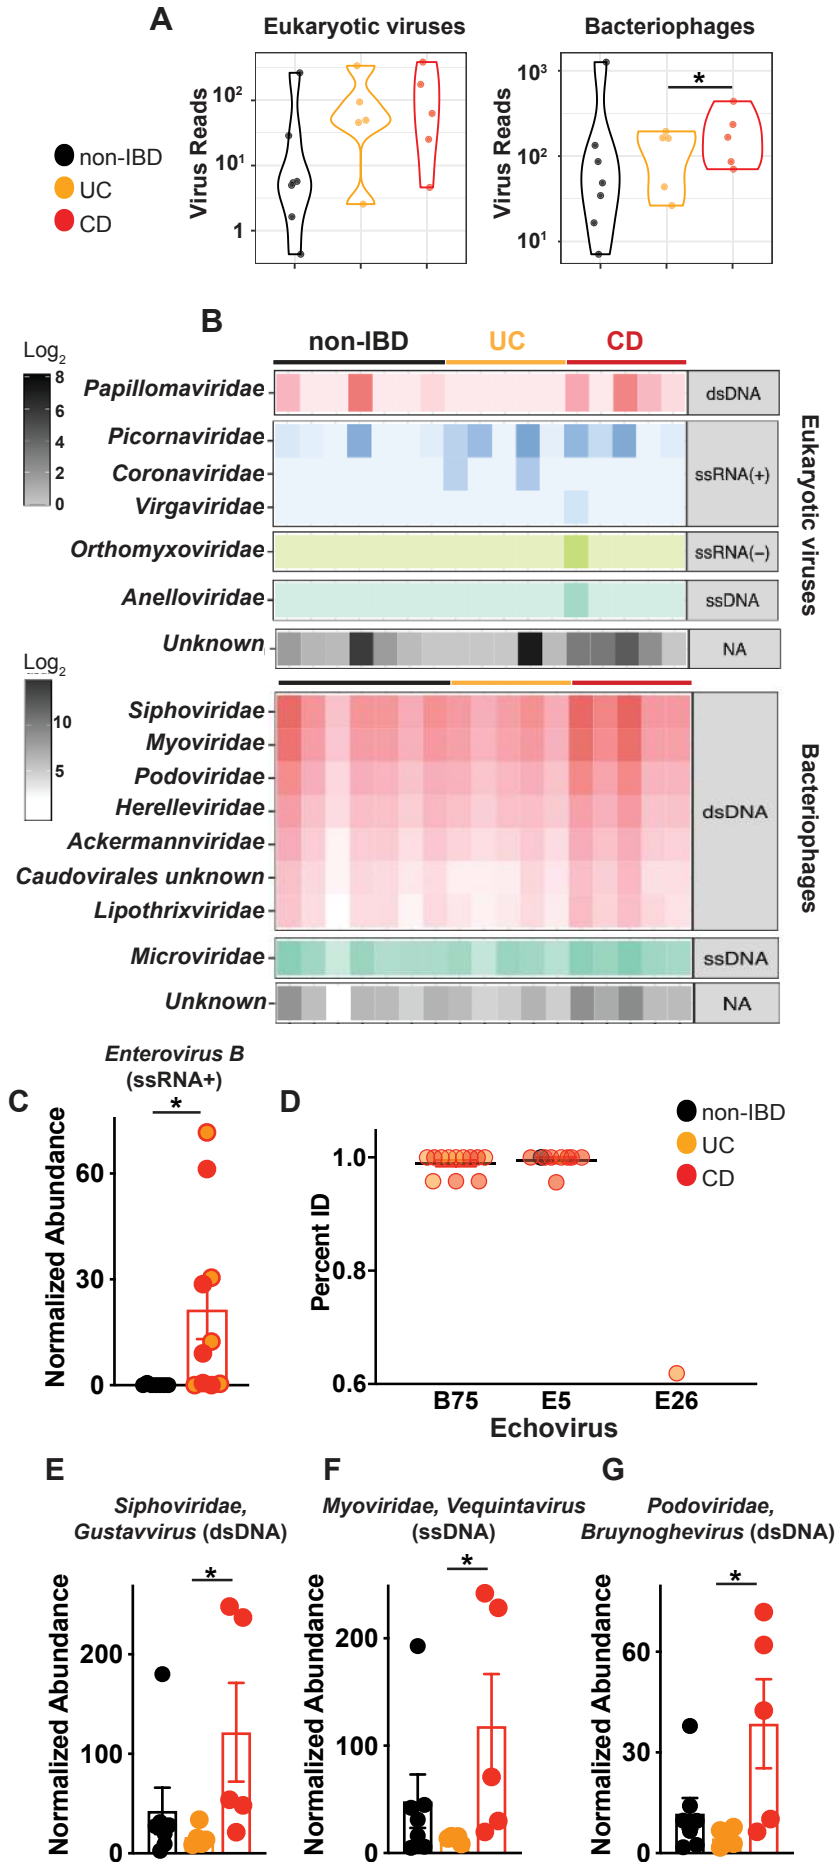 A
Eukaryotic viruses
Bacteriophages
non-IBD
UC
CD
Virus Reads
10²
10¹
1
Virus Reads
10³
10²
10¹
*
B
non-IBD
UC
CD
Log₂
8
6
4
2
0
Papillomaviridae
dsDNA
Picornaviridae
Coronaviridae
Virgaviridae
ssRNA(+)
Orthomyxoviridae
ssRNA(−)
Anelloviridae
ssDNA
Unknown
NA
Eukaryotic viruses
Log₂
10
5
Siphoviridae
Myoviridae
Podoviridae
Herelleviridae
Ackermannviridae
Caudovirales unknown
Lipothrixviridae
dsDNA
Microviridae
ssDNA
Unknown
NA
Bacteriophages
C
Enterovirus B
(ssRNA+)
*
Normalized Abundance
60
30
0
D
non-IBD
UC
CD
Percent ID
1.0
0.8
0.6
B75
E5
E26
Echovirus
E
Siphoviridae,
Gustavvirus (dsDNA)
*
Normalized Abundance
200
100
0
F
Myoviridae, Vequintavirus
(ssDNA)
*
Normalized Abundance
200
100
0
G
Podoviridae,
Bruynoghevirus (dsDNA)
*
Normalized Abundance
60
30
0